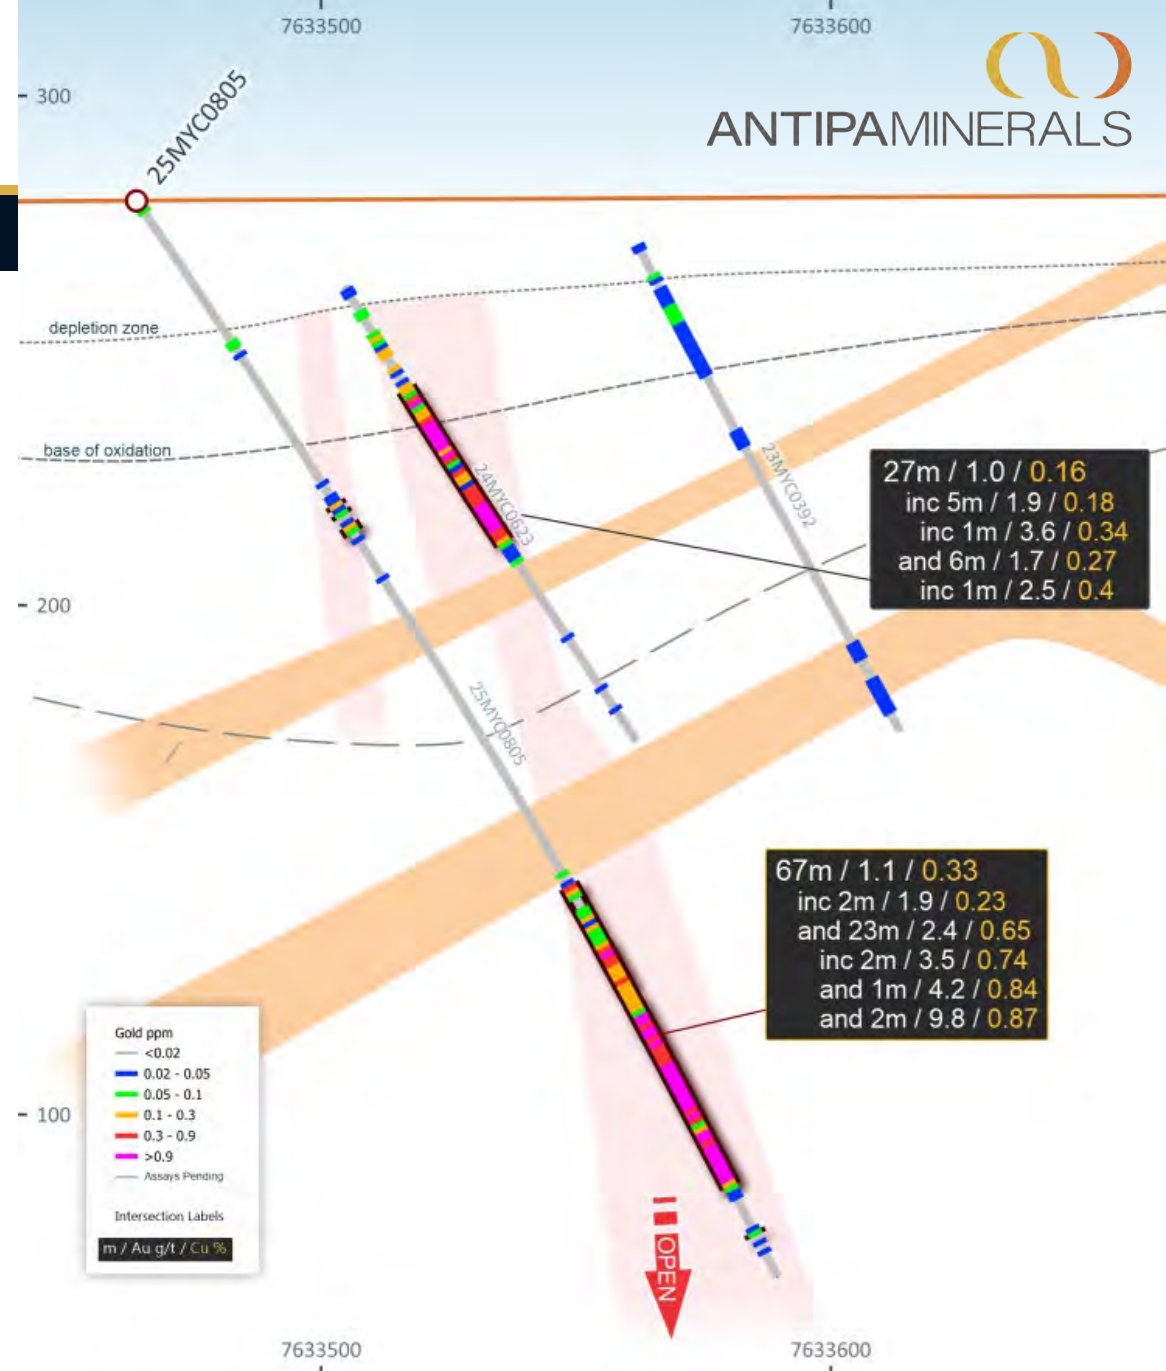 7633500
7633600
300
25MYC0805
ANTIPAMINERALS
depletion zone
base of oxidation
24MYC0623
23MYC0392
27m / 1.0 / 0.16
inc 5m / 1.9 / 0.18
inc 1m / 3.6 / 0.34
and 6m / 1.7 / 0.27
inc 1m / 2.5 / 0.4
200
25MYC0805
67m / 1.1 / 0.33
inc 2m / 1.9 / 0.23
and 23m / 2.4 / 0.65
inc 2m / 3.5 / 0.74
and 1m / 4.2 / 0.84
and 2m / 9.8 / 0.87
100
Gold ppm
<0.02
0.02 - 0.05
0.05 - 0.1
0.1 - 0.3
0.3 - 0.9
>0.9
Assays Pending
Intersection Labels
m / Au g/t / Cu %
OPEN
7633500
7633600